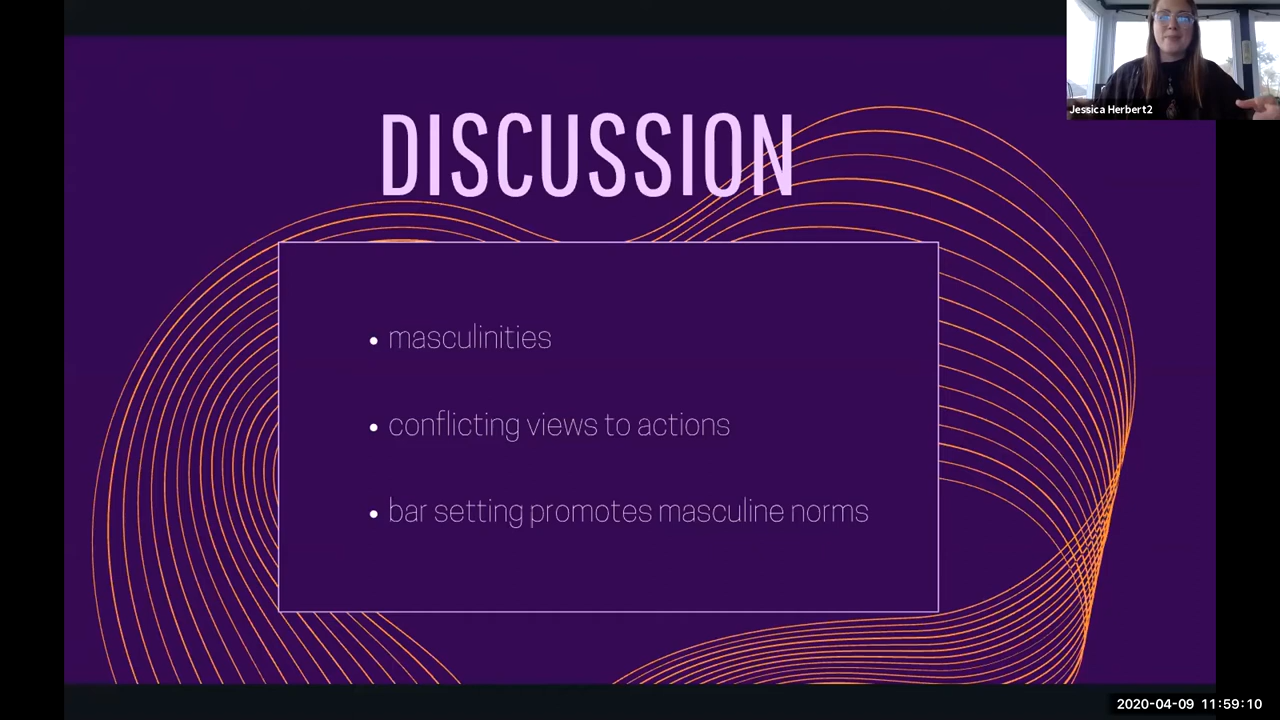 DISCUSSION
Jessica Herbert2
masculinities
conflicting views to actions
bar setting promotes masculine norms
2020-04-09 11:59:10